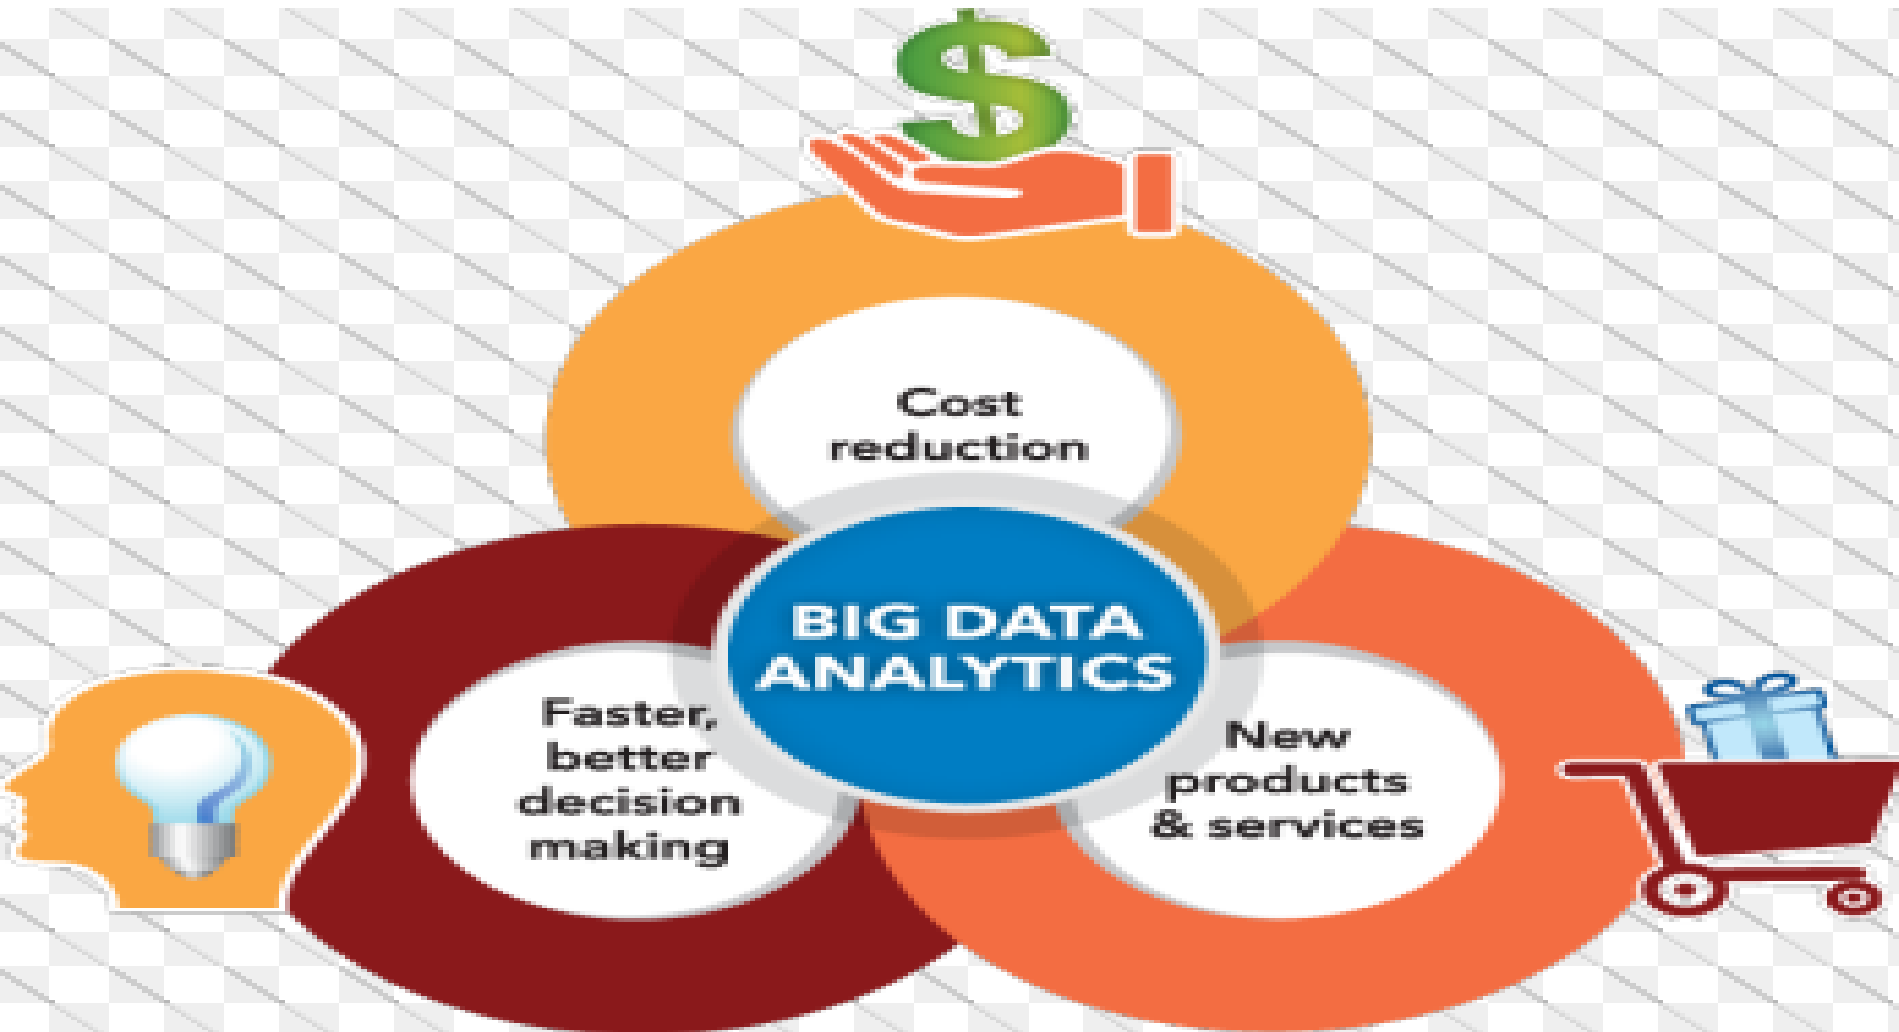 Cost
reduction
BIG DATA
ANALYTICS
Faster,
better
decision
making
New
products
& services